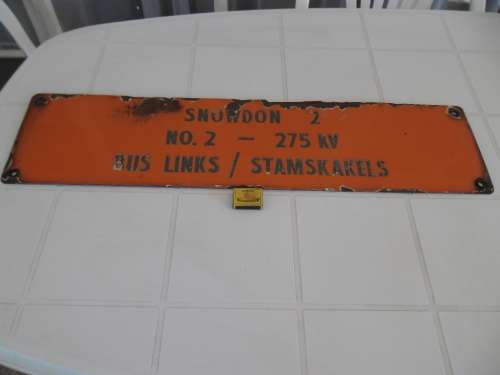 SNOWDON 2
NO. 2 — 275 KV
BUS LINKS / STAMSKAKELS